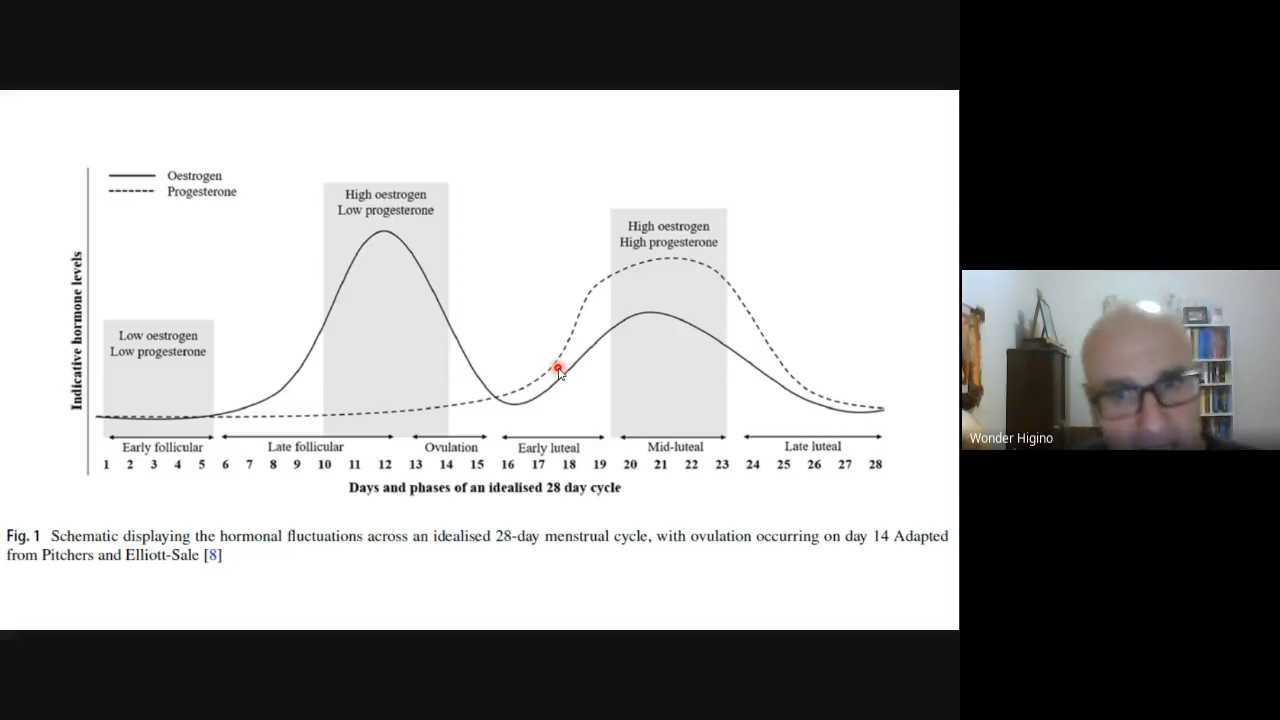 Oestrogen
Progesterone
High oestrogen
Low progesterone
High oestrogen
High progesterone
Low oestrogen
Low progesterone
Indicative hormone levels
Early follicular
Late follicular
Ovulation
Early luteal
Mid-luteal
Late luteal
1 2 3 4 5 6 7 8 9 10 11 12 13 14 15 16 17 18 19 20 21 22 23 24 25 26 27 28
Days and phases of an idealised 28 day cycle
Fig. 1 Schematic displaying the hormonal fluctuations across an idealised 28-day menstrual cycle, with ovulation occurring on day 14 Adapted
from Pitchers and Elliott-Sale [8]
Wonder Higino